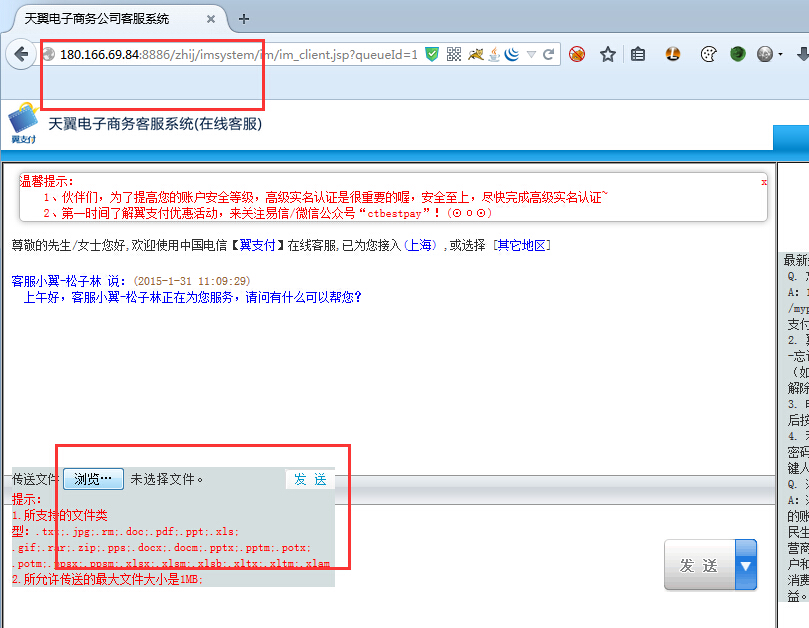 天翼电子商务公司客服系统
180.166.69.84:8886/zhij/imsystem/im/im_client.jsp?queueId=1
翼支付
天翼电子商务客服系统(在线客服)
温馨提示:
x
1、伙伴们，为了提高您的账户安全等级，高级实名认证是很重要的喔，安全至上，尽快完成高级实名认证~
2、第一时间了解翼支付优惠活动，来关注易信/微信公众号“ctbestpay”！(⊙o⊙)
尊敬的先生/女士您好,欢迎使用中国电信【翼支付】在线客服,已为您接入(上海) ,或选择 [其它地区]
客服小翼-松子林 说: (2015-1-31 11:09:29)
上午好，客服小翼-松子林正在为您服务，请问有什么可以帮您?
传送文件 浏览… 未选择文件。 发 送
提示:
1.所支持的文件类
型: .txt;.jpg;.rm;.doc;.pdf;.ppt;.xls;
.gif;.rar;.zip;.pps;.docx;.docm;.pptx;.pptm;.potx;
.potm;.ppsx;.ppsm;.xlsx;.xlsm;.xlsb;.xltx;.xltm;.xlam
2.所允许传送的最大文件大小是1MB;
发 送
最新
Q.
A: 1
/myp
支付
2.
-忘
（如
解除
3.
后按
4.
密码
键入
Q.
A:
的账
民生
营商
户和
消费
益。